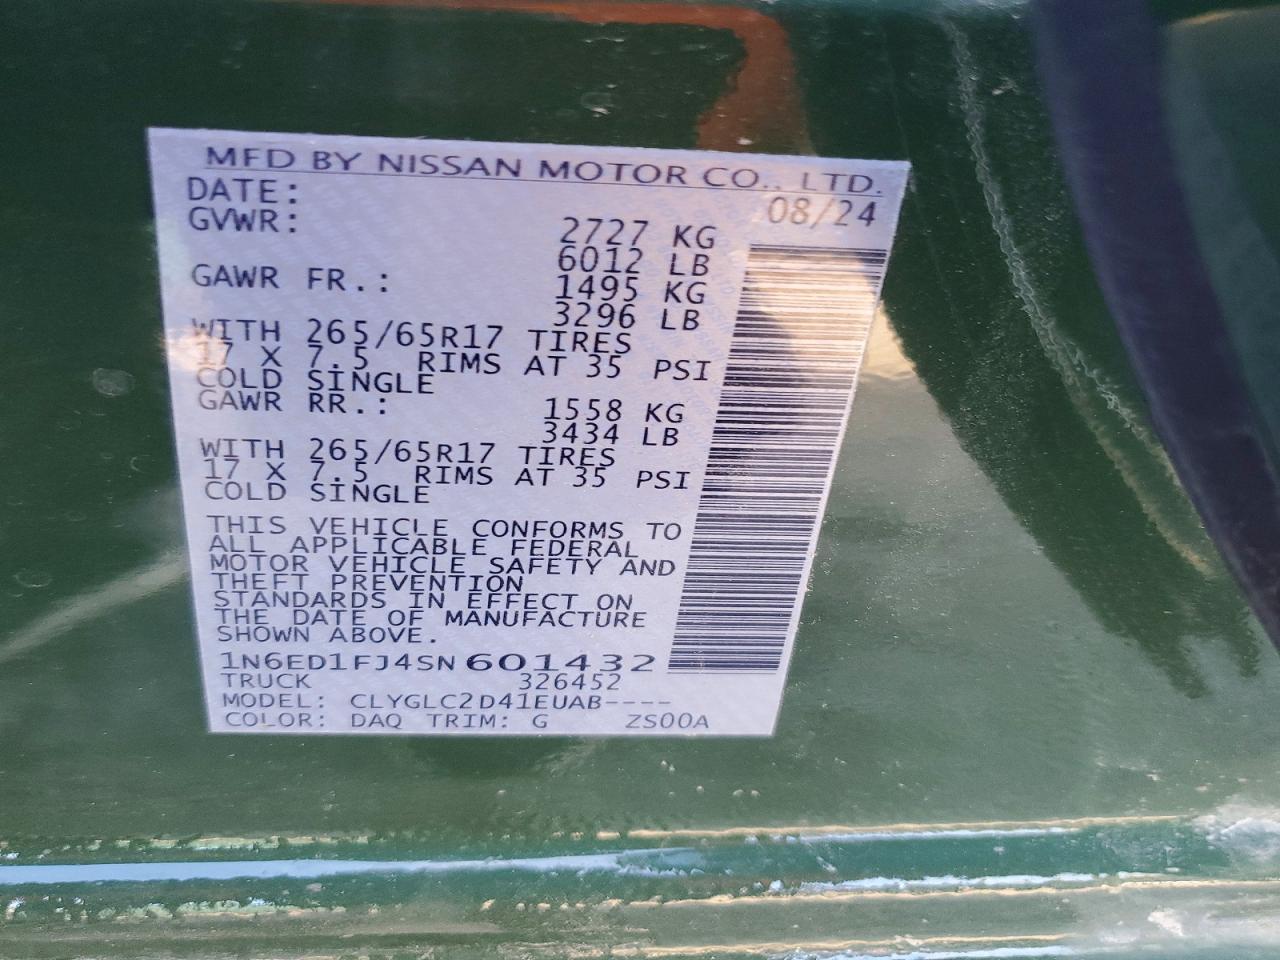 MFD BY NISSAN MOTOR CO., LTD.
DATE: 08/24
GVWR: 2727 KG
6012 LB
GAWR FR.: 1495 KG
3296 LB
WITH 265/65R17 TIRES
17 X 7.5 RIMS AT 35 PSI
COLD SINGLE
GAWR RR.: 1558 KG
3434 LB
WITH 265/65R17 TIRES
17 X 7.5 RIMS AT 35 PSI
COLD SINGLE
THIS VEHICLE CONFORMS TO
ALL APPLICABLE FEDERAL
MOTOR VEHICLE SAFETY AND
THEFT PREVENTION
STANDARDS IN EFFECT ON
THE DATE OF MANUFACTURE
SHOWN ABOVE.
1N6ED1FJ4SN601432
TRUCK 326452
MODEL: CLYGLC2D41EUAB----
COLOR: DAQ TRIM: G ZS00A